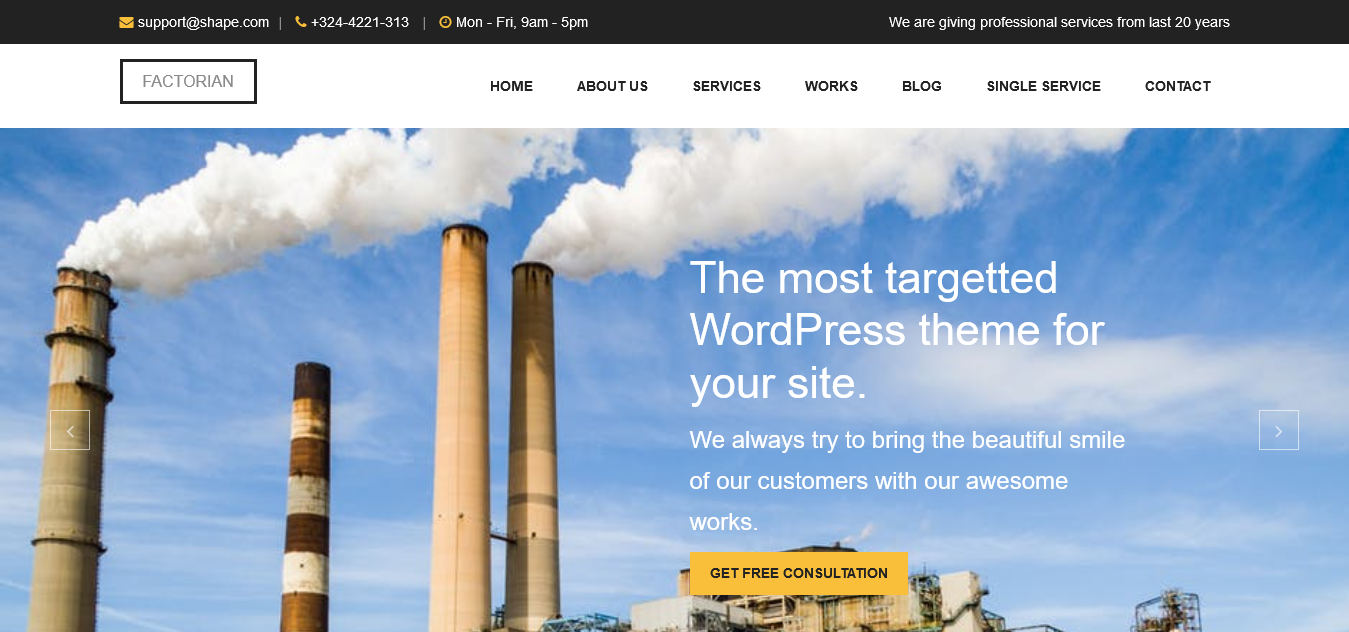 support@shape.com | +324-4221-313 | Mon - Fri, 9am - 5pm We are giving professional services from last 20 years
FACTORIAN HOME ABOUT US SERVICES WORKS BLOG SINGLE SERVICE CONTACT
The most targetted
WordPress theme for
your site.
We always try to bring the beautiful smile
of our customers with our awesome
works.
GET FREE CONSULTATION